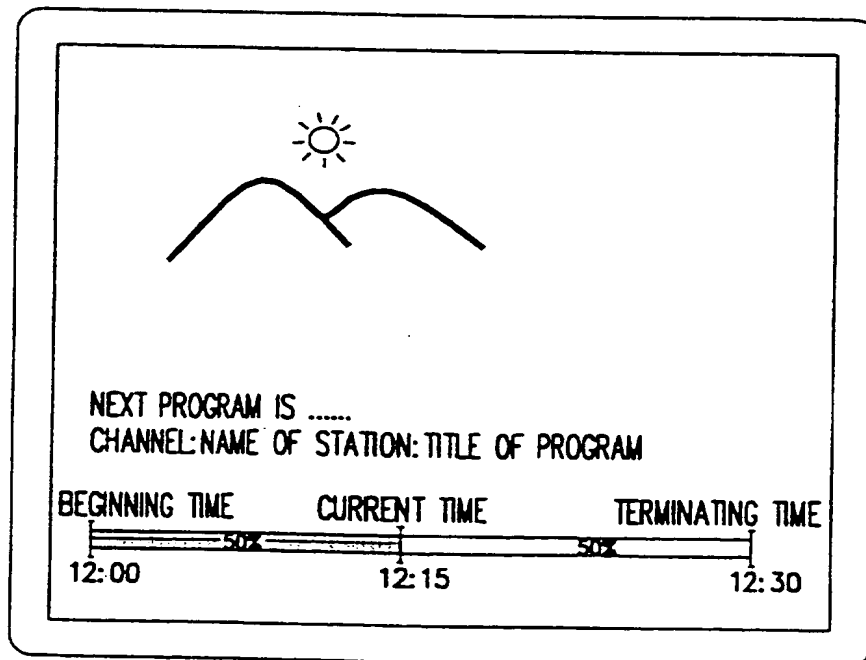 NEXT PROGRAM IS ......
CHANNEL:NAME OF STATION:TITLE OF PROGRAM
BEGINNING TIME CURRENT TIME TERMINATING TIME
50% 50%
12:00 12:15 12:30